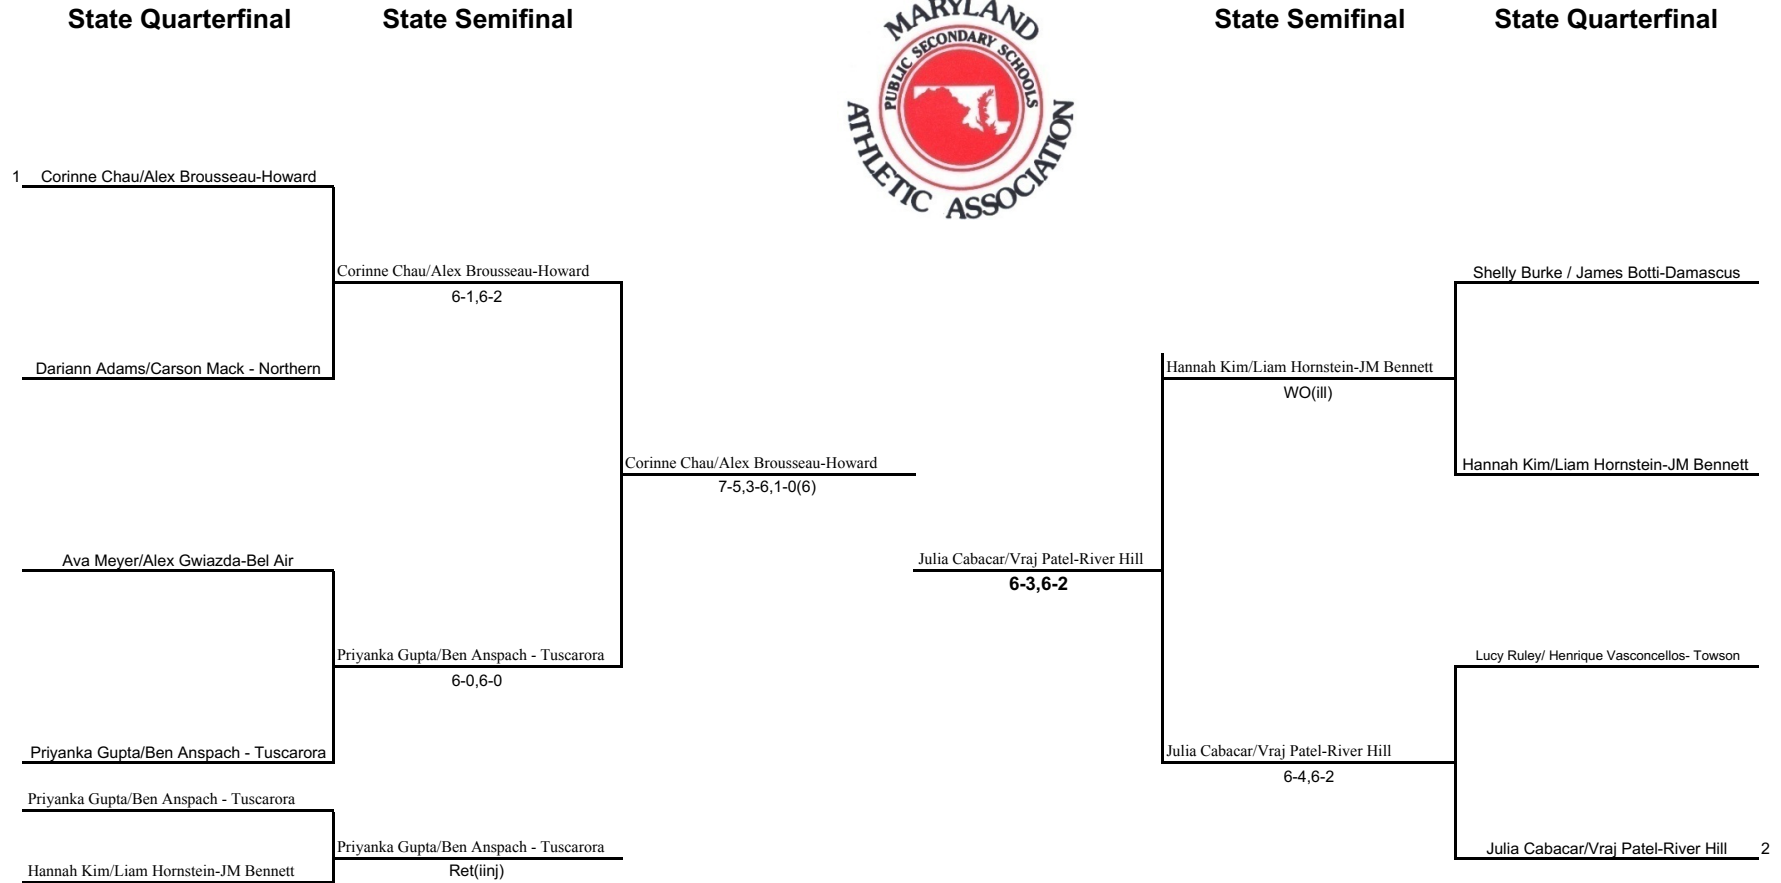 State Quarterfinal State Semifinal State Semifinal State Quarterfinal
MARYLAND
PUBLIC SECONDARY SCHOOLS
ATHLETIC ASSOCIATION
1 Corinne Chau/Alex Brousseau-Howard
Corinne Chau/Alex Brousseau-Howard
6-1,6-2
Dariann Adams/Carson Mack - Northern
Corinne Chau/Alex Brousseau-Howard
7-5,3-6,1-0(6)
Ava Meyer/Alex Gwiazda-Bel Air
Priyanka Gupta/Ben Anspach - Tuscarora
6-0,6-0
Priyanka Gupta/Ben Anspach - Tuscarora
Priyanka Gupta/Ben Anspach - Tuscarora
Priyanka Gupta/Ben Anspach - Tuscarora
Ret(iinj)
Hannah Kim/Liam Hornstein-JM Bennett
Julia Cabacar/Vraj Patel-River Hill
6-3,6-2
Shelly Burke / James Botti-Damascus
Hannah Kim/Liam Hornstein-JM Bennett
WO(ill)
Hannah Kim/Liam Hornstein-JM Bennett
Lucy Ruley/ Henrique Vasconcellos- Towson
Julia Cabacar/Vraj Patel-River Hill
6-4,6-2
Julia Cabacar/Vraj Patel-River Hill 2